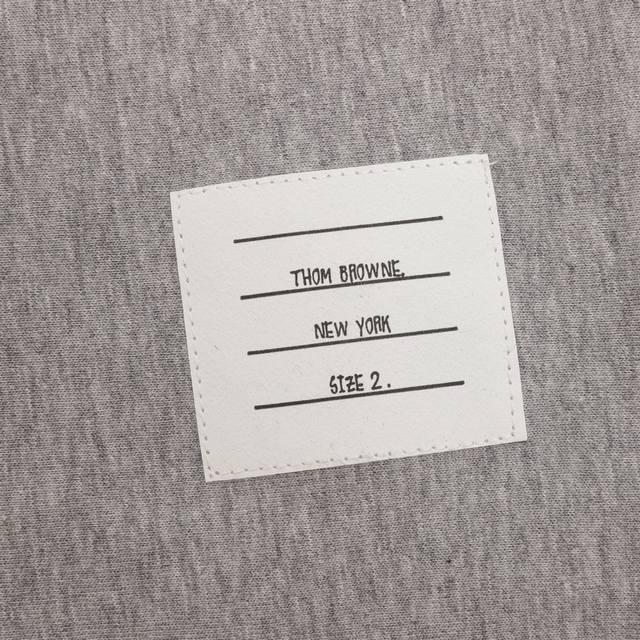 THOM BROWNE.
NEW YORK
SIZE 2.